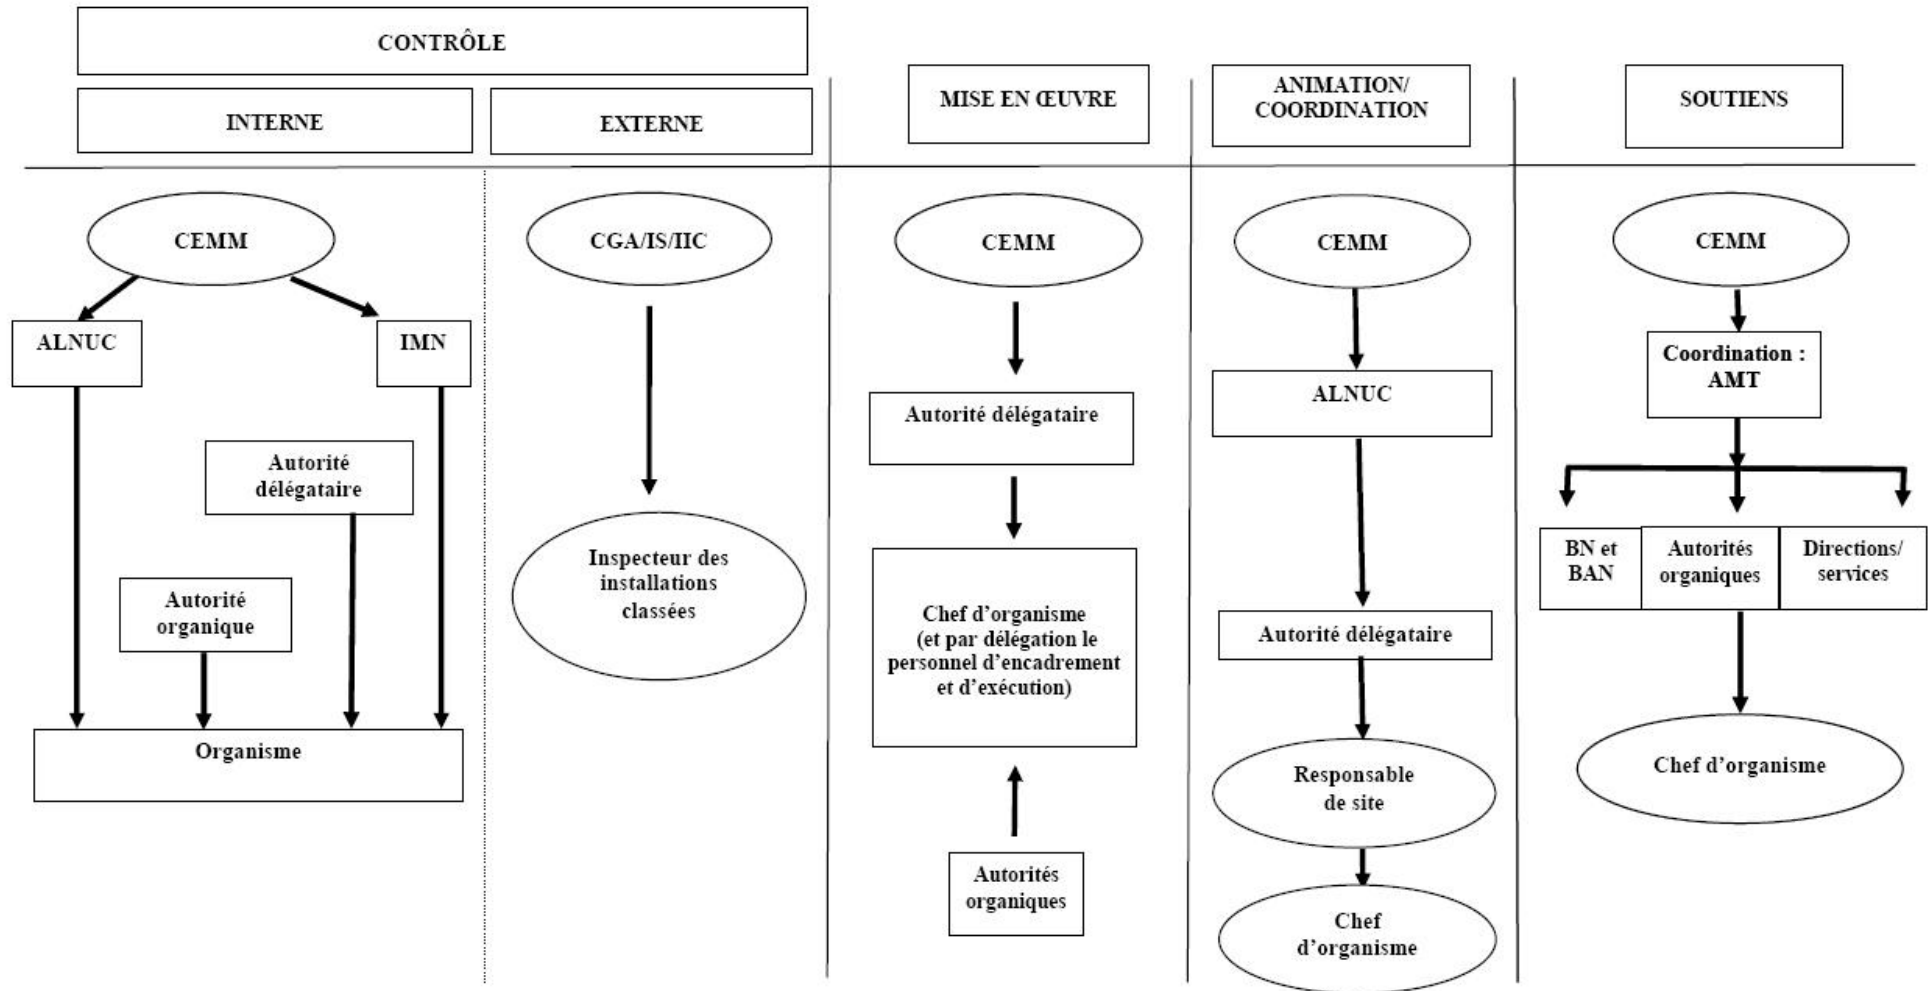 CONTRÔLE
INTERNE
EXTERNE
MISE EN ŒUVRE
ANIMATION/
COORDINATION
SOUTIENS
CEMM
ALNUC
IMN
Autorité
délégataire
Autorité
organique
Organisme
CGA/IS/IIC
Inspecteur des
installations
classées
CEMM
Autorité délégataire
Chef d’organisme
(et par délégation le
personnel d’encadrement
et d’exécution)
Autorités
organiques
CEMM
ALNUC
Autorité délégataire
Responsable
de site
Chef
d’organisme
CEMM
Coordination :
AMT
BN et
BAN
Autorités
organiques
Directions/
services
Chef d’organisme